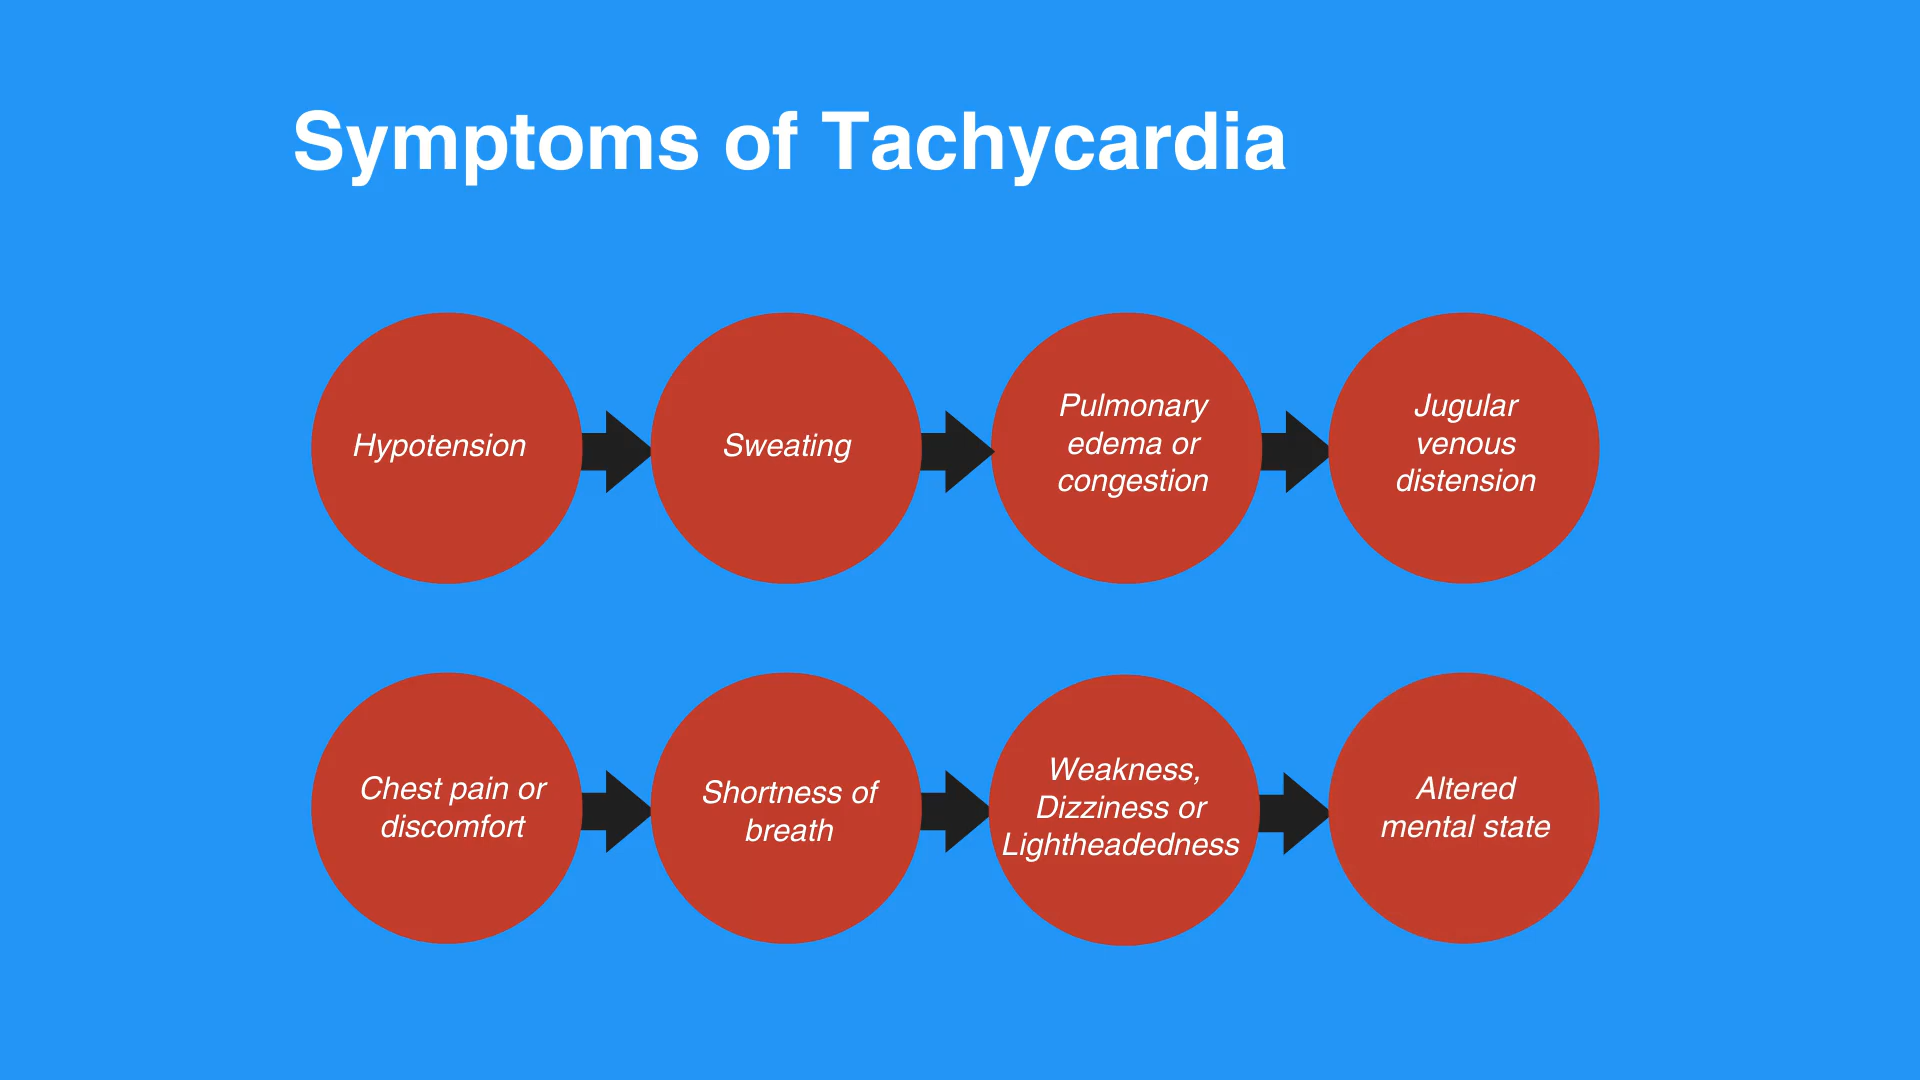 Symptoms of Tachycardia
Hypotension
Sweating
Pulmonary
edema or
congestion
Jugular
venous
distension
Chest pain or
discomfort
Shortness of
breath
Weakness,
Dizziness or
Lightheadedness
Altered
mental state